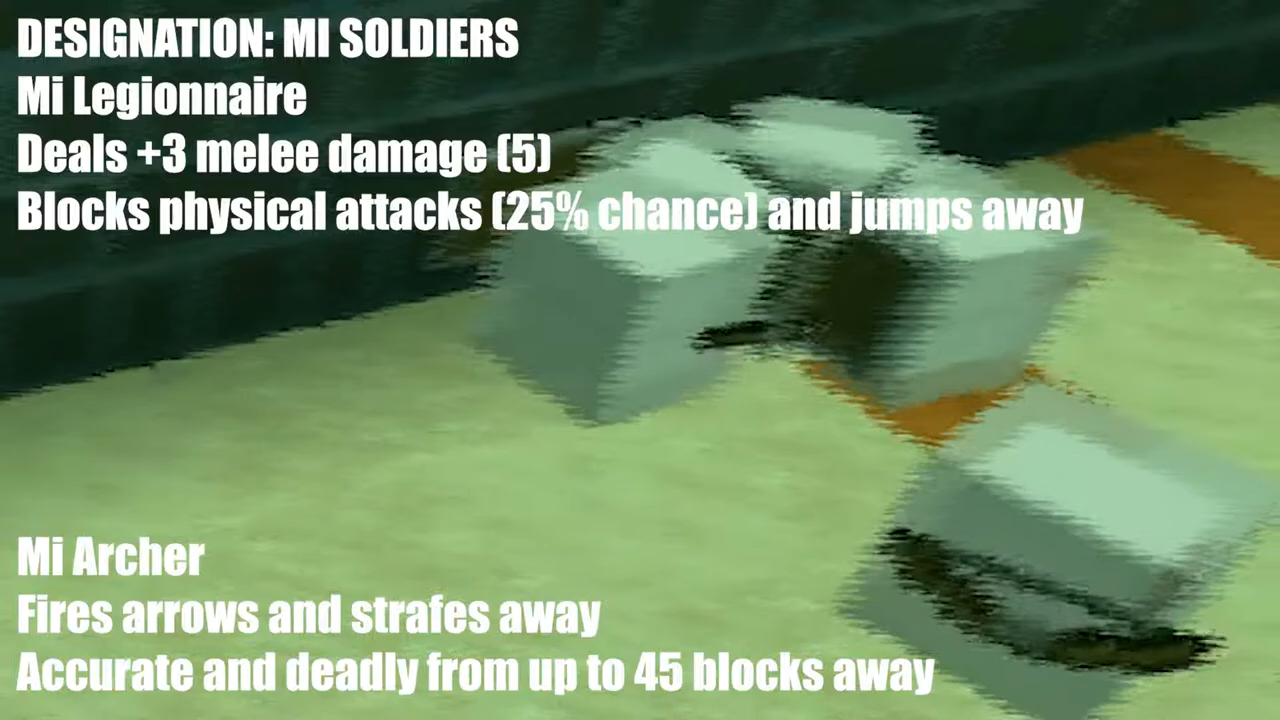 DESIGNATION: MI SOLDIERS
Mi Legionnaire
Deals +3 melee damage (5)
Blocks physical attacks (25% chance) and jumps away
Mi Archer
Fires arrows and strafes away
Accurate and deadly from up to 45 blocks away